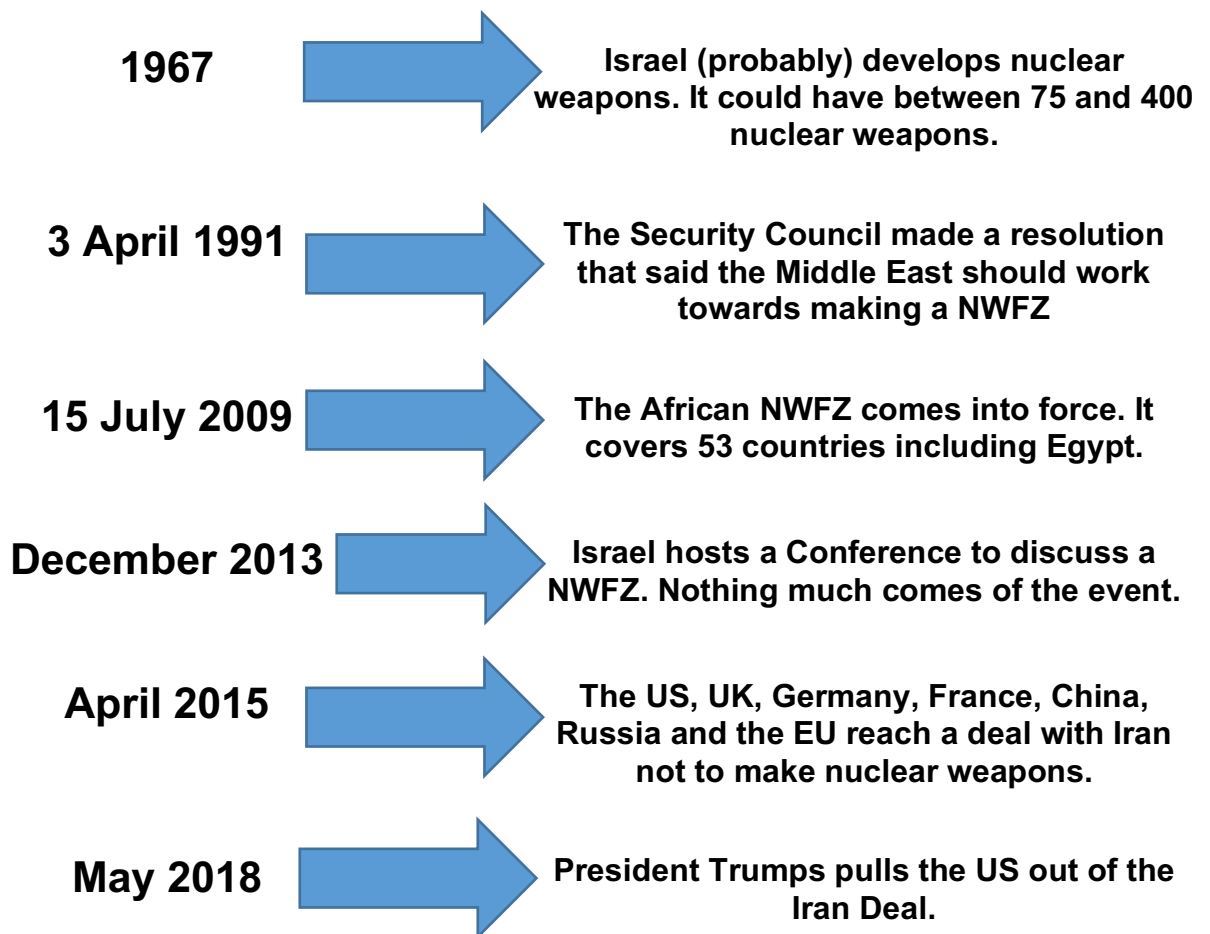 1967
Israel (probably) develops nuclear
weapons. It could have between 75 and 400
nuclear weapons.
3 April 1991
The Security Council made a resolution
that said the Middle East should work
towards making a NWFZ
15 July 2009
The African NWFZ comes into force. It
covers 53 countries including Egypt.
December 2013
Israel hosts a Conference to discuss a
NWFZ. Nothing much comes of the event.
April 2015
The US, UK, Germany, France, China,
Russia and the EU reach a deal with Iran
not to make nuclear weapons.
May 2018
President Trumps pulls the US out of the
Iran Deal.